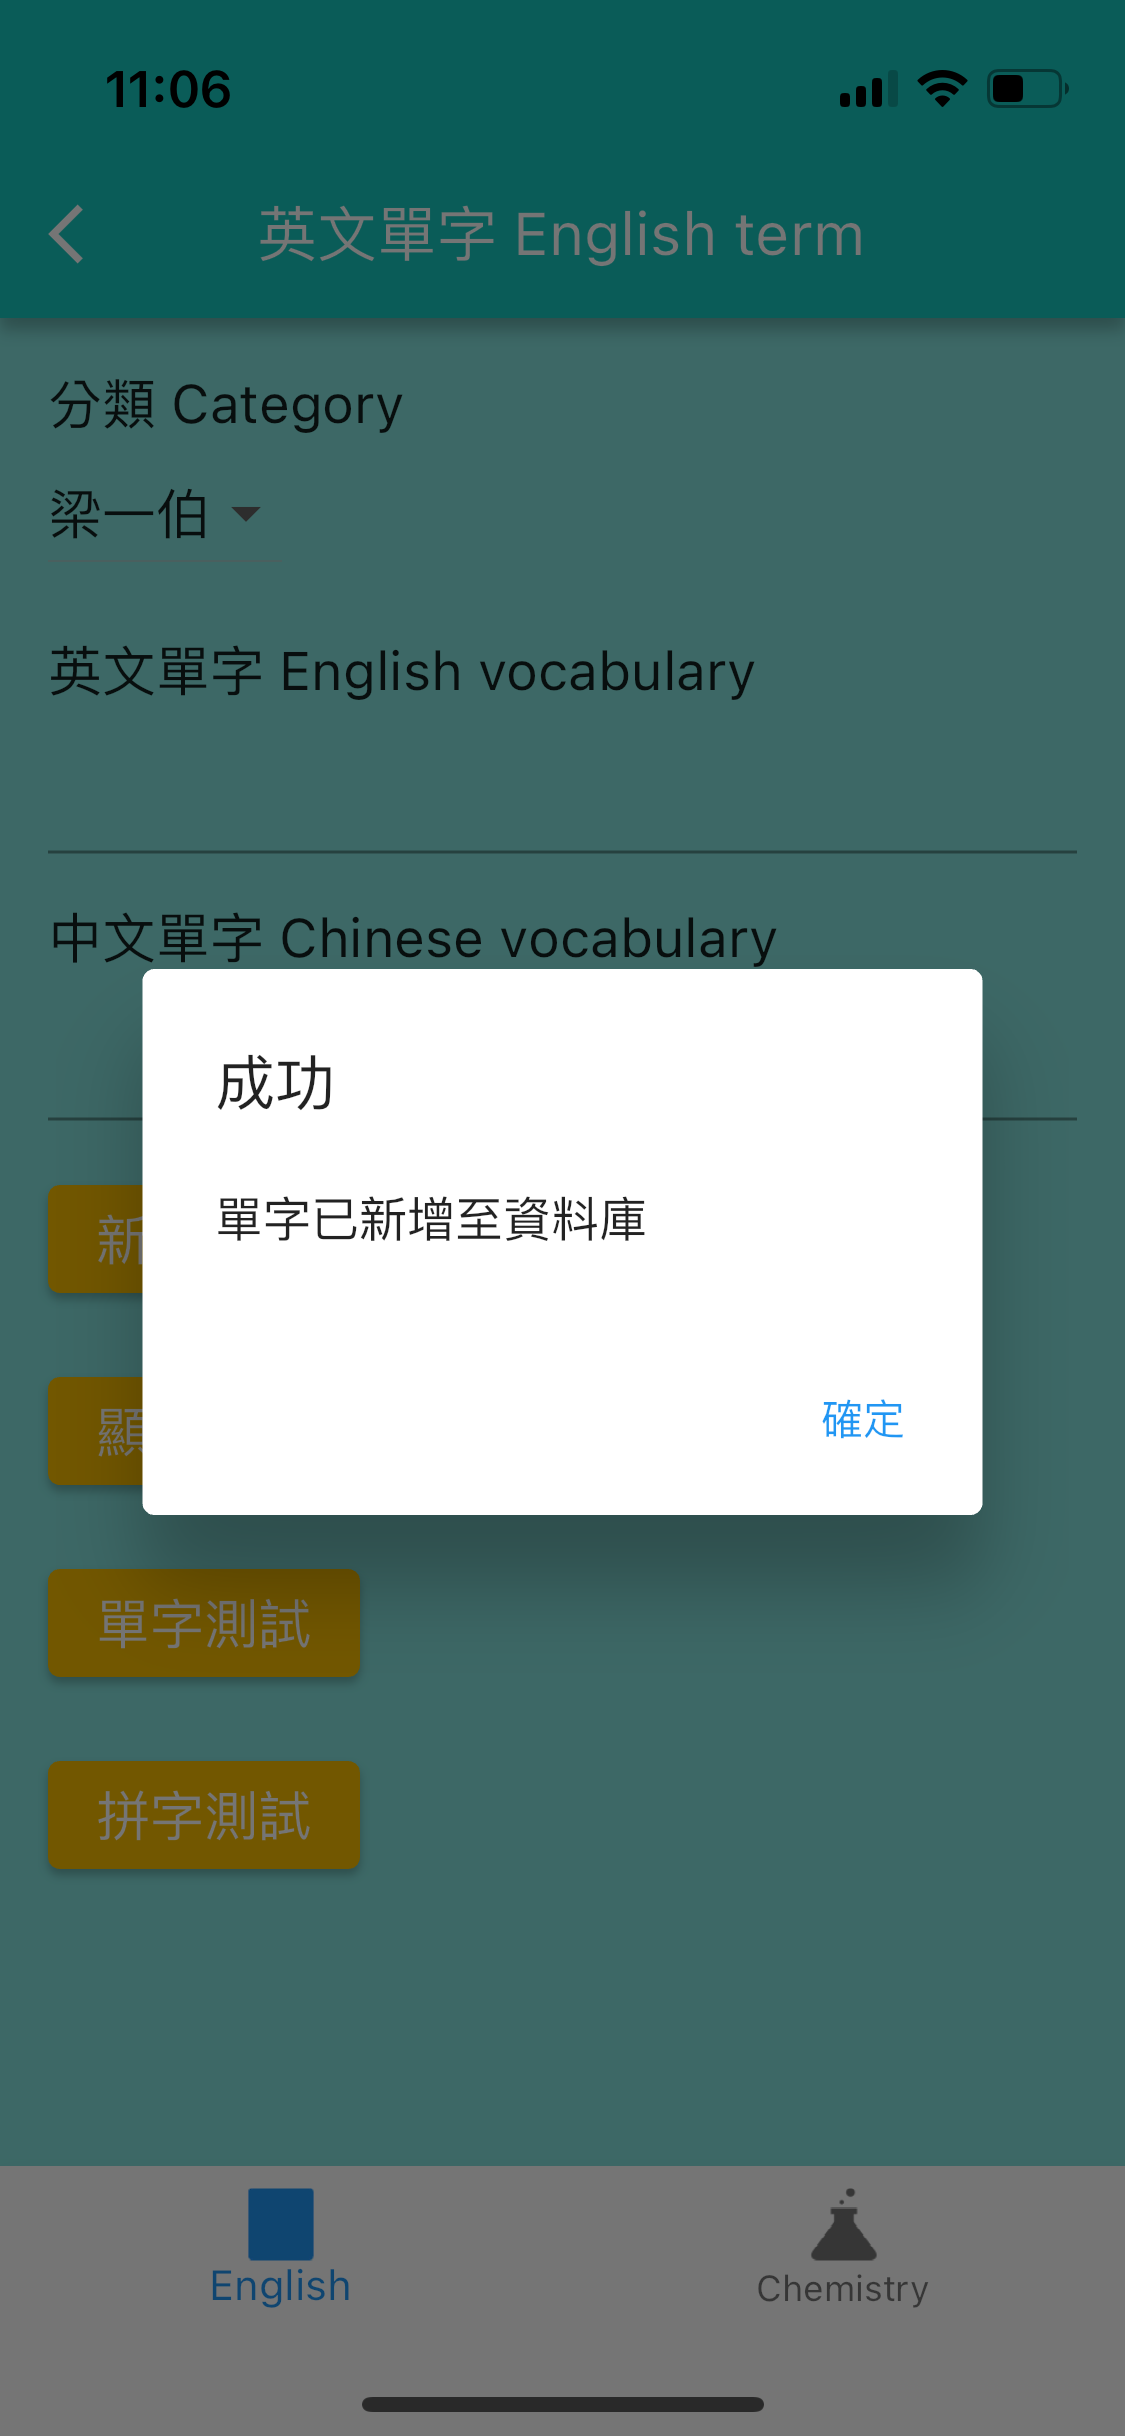 11:06
英文單字 English term
分類 Category
梁一伯
英文單字 English vocabulary
中文單字 Chinese vocabulary
成功
單字已新增至資料庫
確定
新
顯
單字測試
拼字測試
English
Chemistry